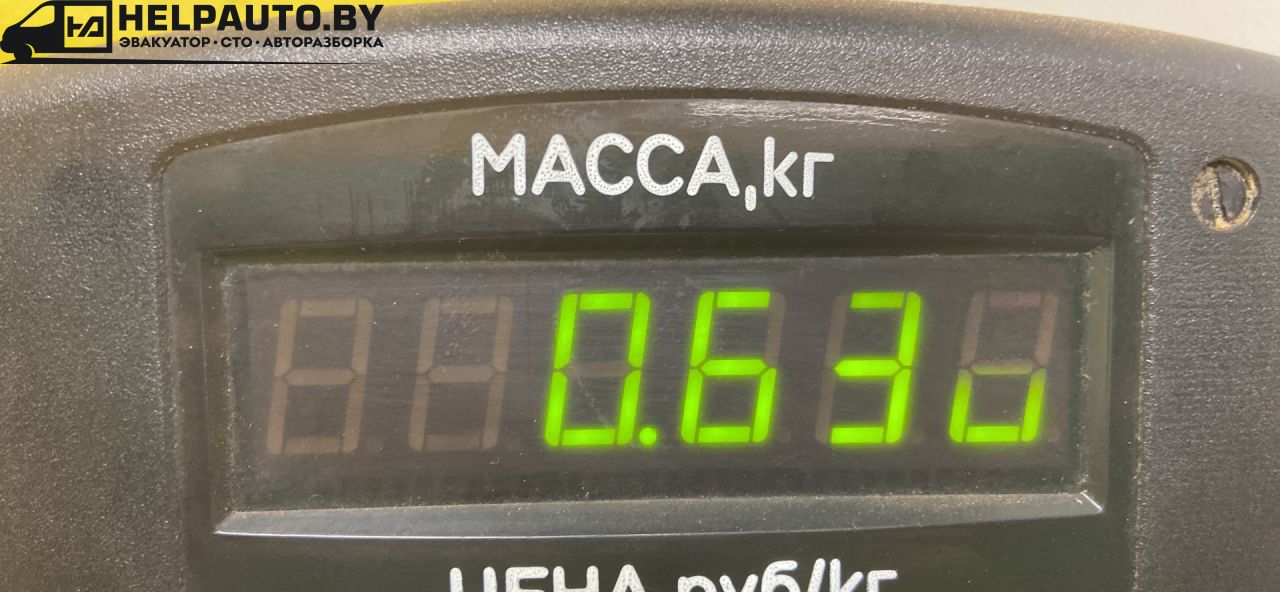 HELPAUTO.BY
ЭВАКУАТОР · СТО · АВТОРАЗБОРКА
МАССА,кг
0.63
ЦЕНА,руб/кг